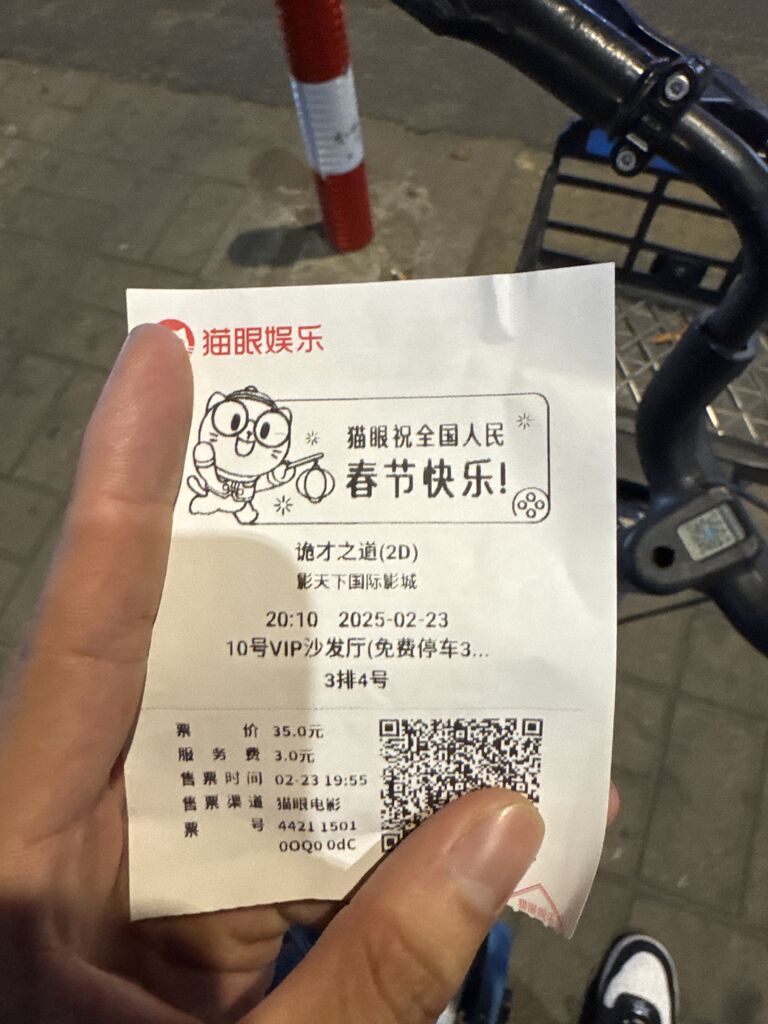 猫眼娱乐
猫眼祝全国人民
春节快乐!
诡才之道(2D)
影天下国际影城
20:10 2025-02-23
10号VIP沙发厅(免费停车3...
3排4号
票 价 35.0元
服 务 费 3.0元
售票时间 02-23 19:55
售票渠道 猫眼电影
票 号 4421 1501
0OQ0 0dC